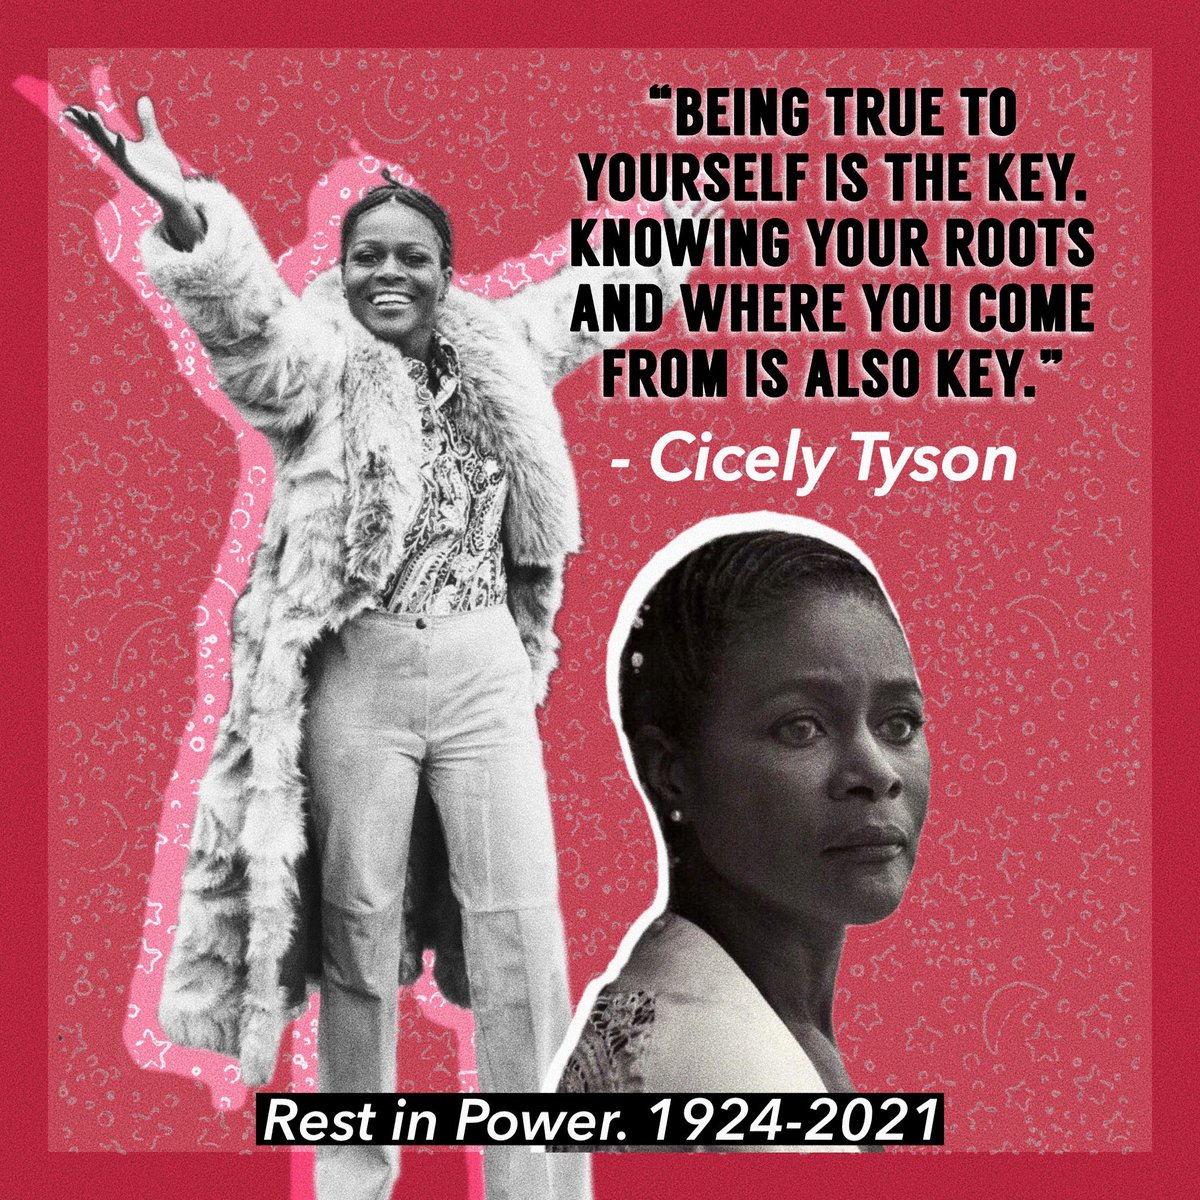 “BEING TRUE TO
YOURSELF IS THE KEY.
KNOWING YOUR ROOTS
AND WHERE YOU COME
FROM IS ALSO KEY.”
- Cicely Tyson
Rest in Power. 1924-2021